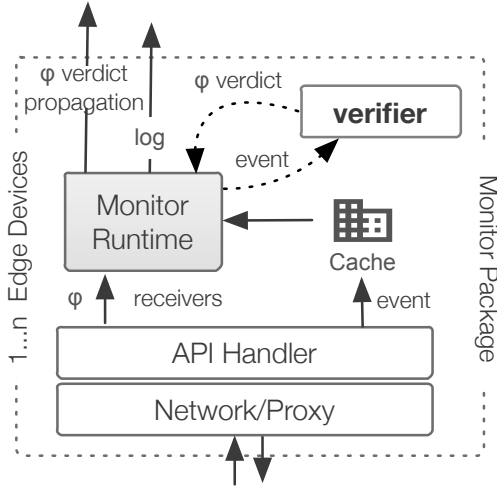 φ verdict
propagation
φ verdict
verifier
log
event
Monitor
Runtime
Cache
φ
receivers
event
API Handler
Network/Proxy
1...n Edge Devices
Monitor Package